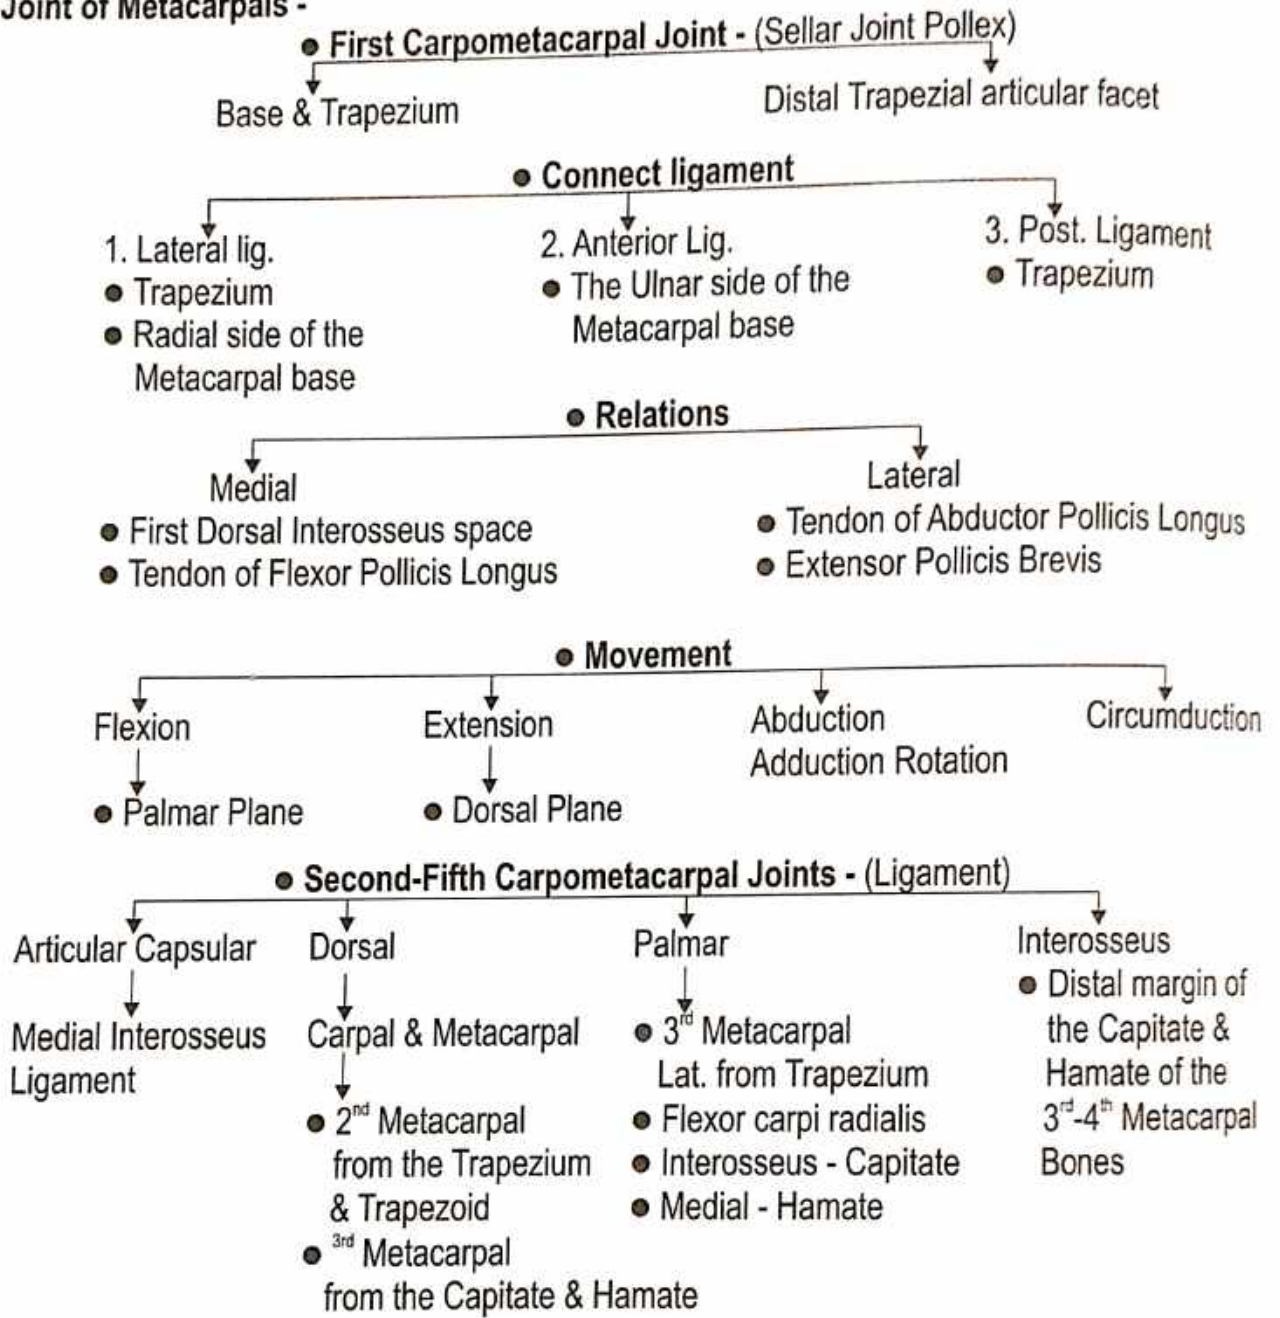 Joint of Metacarpals -
● First Carpometacarpal Joint - (Sellar Joint Pollex)
Base & Trapezium
Distal Trapezial articular facet
● Connect ligament
1. Lateral lig.
● Trapezium
● Radial side of the
Metacarpal base
2. Anterior Lig.
● The Ulnar side of the
Metacarpal base
3. Post. Ligament
● Trapezium
● Relations
Medial
● First Dorsal Interosseus space
● Tendon of Flexor Pollicis Longus
Lateral
● Tendon of Abductor Pollicis Longus
● Extensor Pollicis Brevis
● Movement
Flexion
● Palmar Plane
Extension
● Dorsal Plane
Abduction
Adduction Rotation
Circumduction
● Second-Fifth Carpometacarpal Joints - (Ligament)
Articular Capsular
Medial Interosseus
Ligament
Dorsal
Carpal & Metacarpal
● 2nd Metacarpal
from the Trapezium
& Trapezoid
● 3rd Metacarpal
from the Capitate & Hamate
Palmar
● 3rd Metacarpal
Lat. from Trapezium
● Flexor carpi radialis
● Interosseus - Capitate
● Medial - Hamate
Interosseus
● Distal margin of
the Capitate &
Hamate of the
3rd-4th Metacarpal
Bones